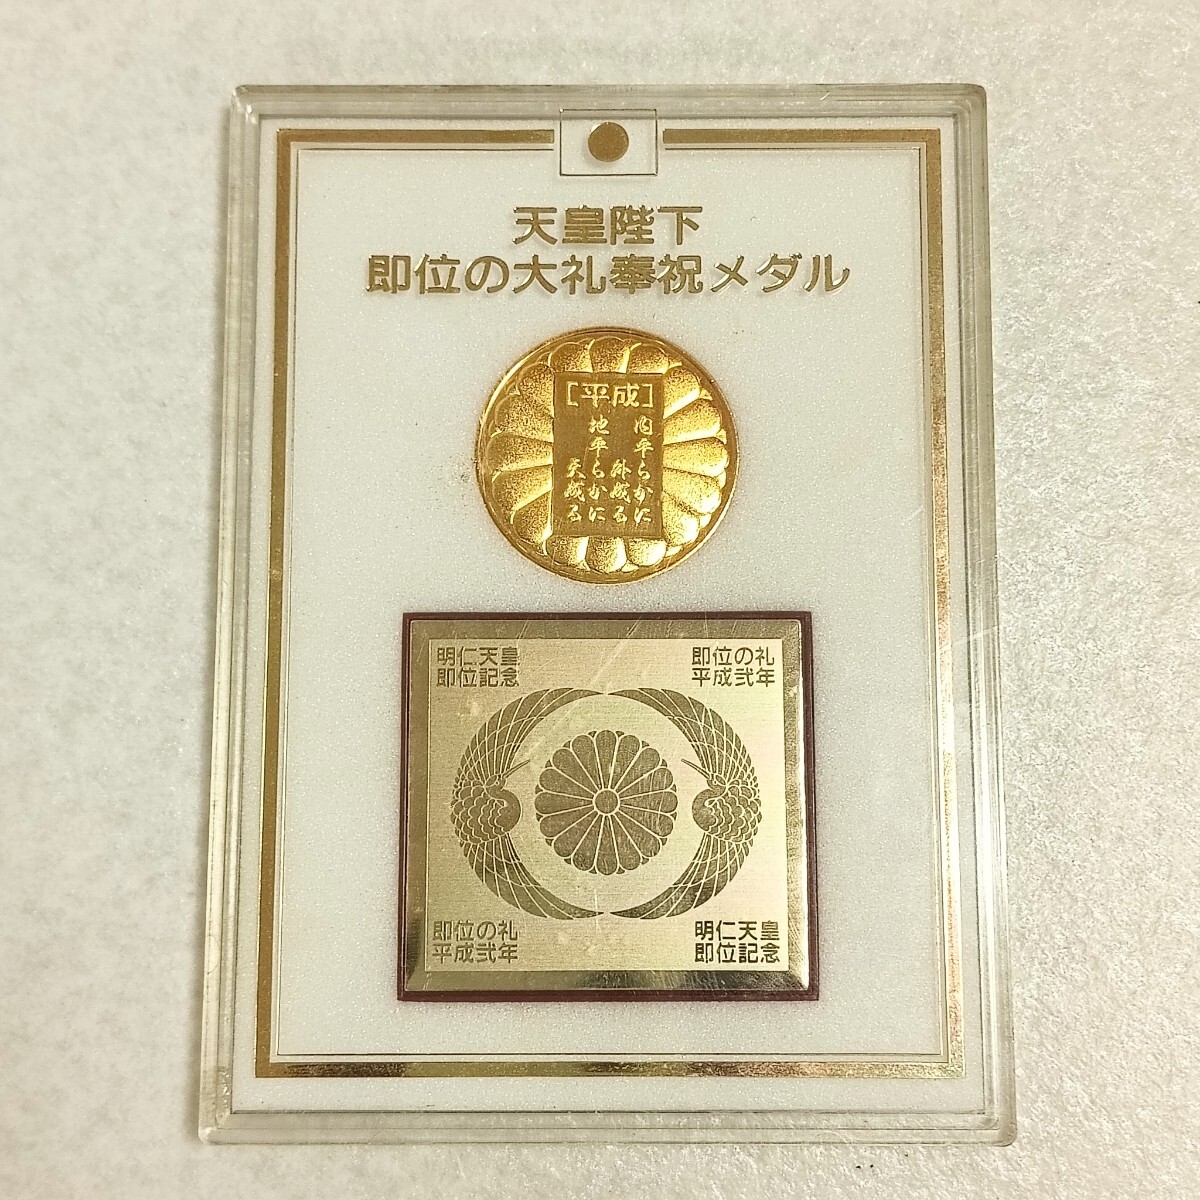 天皇陛下
即位の大礼奉祝メダル
[平成]
内平らかに
外成る
地平らかに
天成る
明仁天皇
即位記念
即位の礼
平成弐年
即位の礼
平成弐年
明仁天皇
即位記念